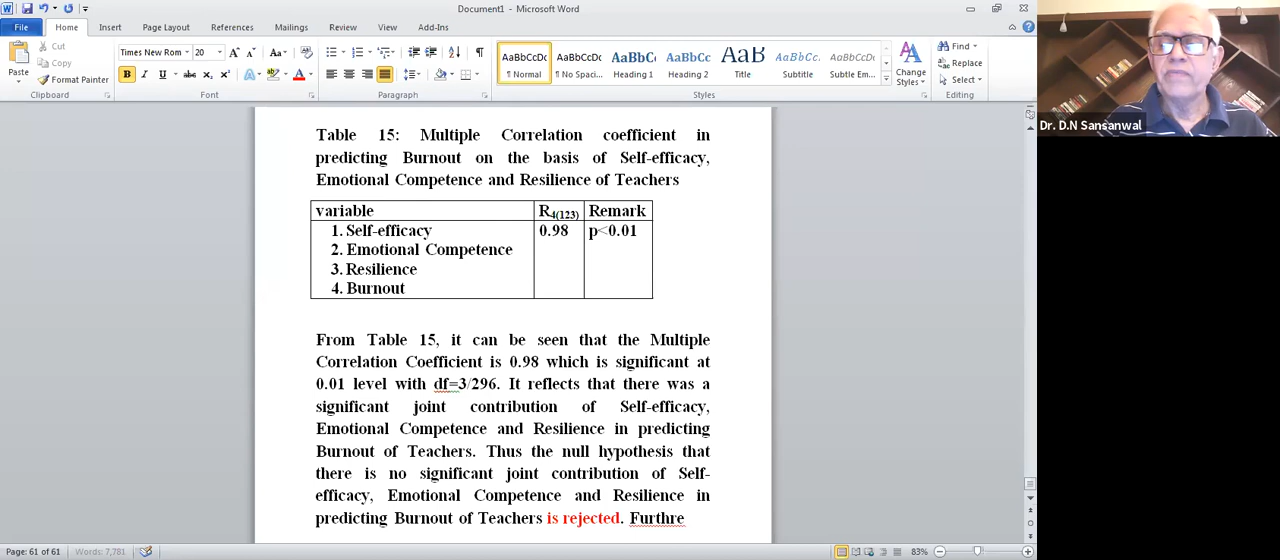 Document1 - Microsoft Word
File Home Insert Page Layout References Mailings Review View Add-Ins
Cut
Copy
Format Painter
Paste
Clipboard
Times New Rom 20
B I U abc x₂ x² A
Font
Paragraph
AaBbCcDc AaBbCcDc AaBbCc AaBbCc AaB AaBbCc. AaBbCcDc
¶ Normal ¶ No Spaci... Heading 1 Heading 2 Title Subtitle Subtle Em...
Change Styles
Styles
Find
Replace
Select
Editing
Dr. D.N Sansanwal
Table 15: Multiple Correlation coefficient in
predicting Burnout on the basis of Self-efficacy,
Emotional Competence and Resilience of Teachers
variable R4(123) Remark
1. Self-efficacy 0.98 p<0.01
2. Emotional Competence
3. Resilience
4. Burnout
From Table 15, it can be seen that the Multiple
Correlation Coefficient is 0.98 which is significant at
0.01 level with df=3/296. It reflects that there was a
significant joint contribution of Self-efficacy,
Emotional Competence and Resilience in predicting
Burnout of Teachers. Thus the null hypothesis that
there is no significant joint contribution of Self-
efficacy, Emotional Competence and Resilience in
predicting Burnout of Teachers is rejected. Furthre
Page: 61 of 61 Words: 7,781 83%